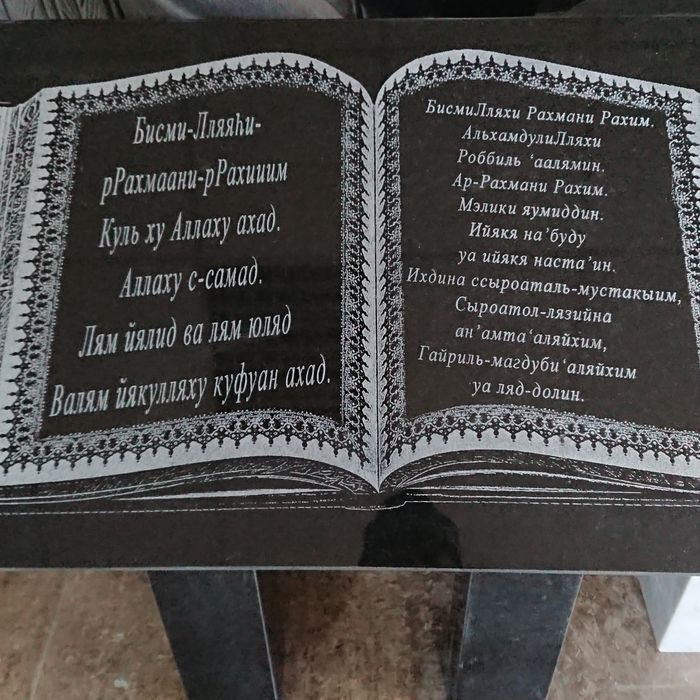 Бисми-Лляяһи-
рРахмаани-рРахииим
Куль ху Аллаху ахад.
Аллаху с-самад.
Лям йялид ва лям юляд
Валям йякулляху куфуан ахад.
БисмиЛляхи Рахмани Рахим.
АльхамдулиЛляхи
Роббиль ‘аалямин.
Ар-Рахмани Рахим.
Мэлики яумиддин.
Ийякя на’буду
уа ийякя наста’ин.
Ихдина ссыроаталь-мустакыим,
Сыроатол-лязийна
ан’амта‘аляйхим,
Гайриль-магдуби‘аляйхим
уа ляд-долин.